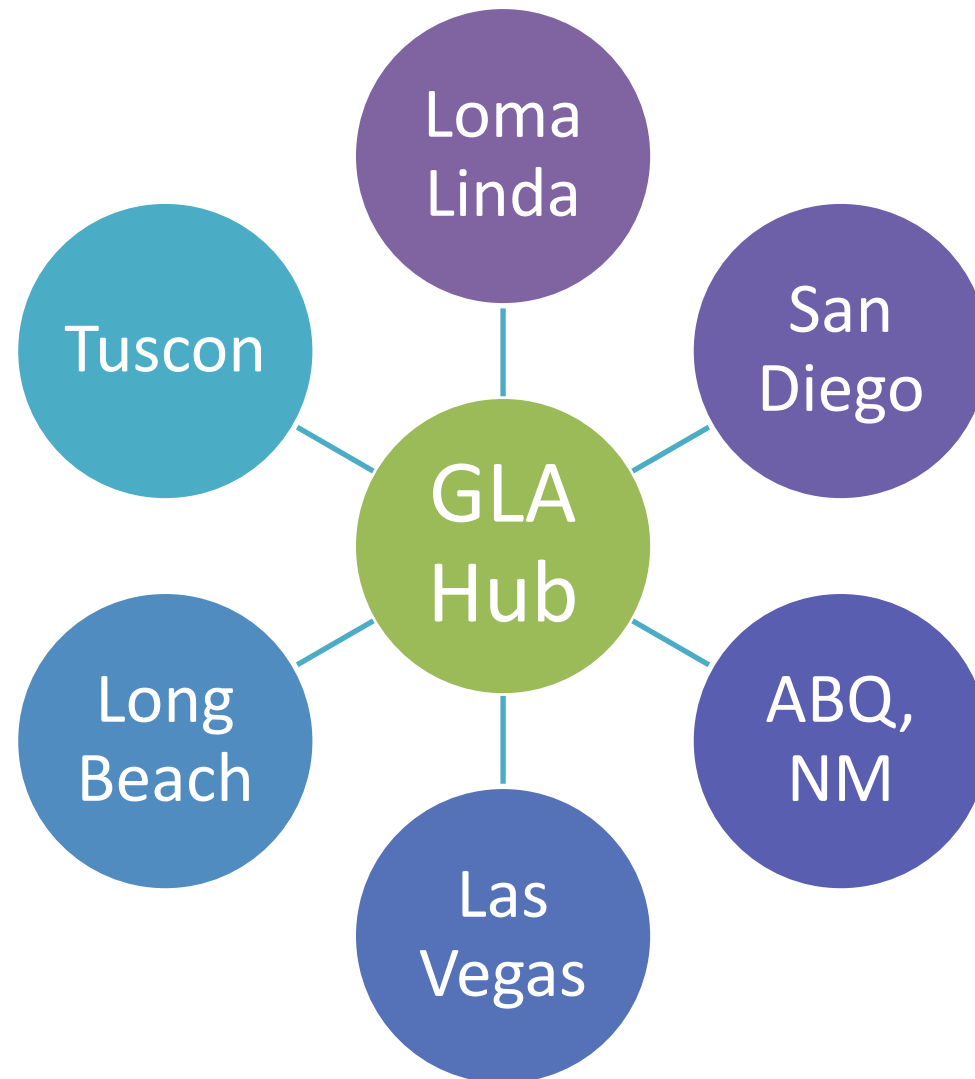 Loma
Linda
San
Diego
Tuscon
GLA
Hub
ABQ,
NM
Long
Beach
Las
Vegas